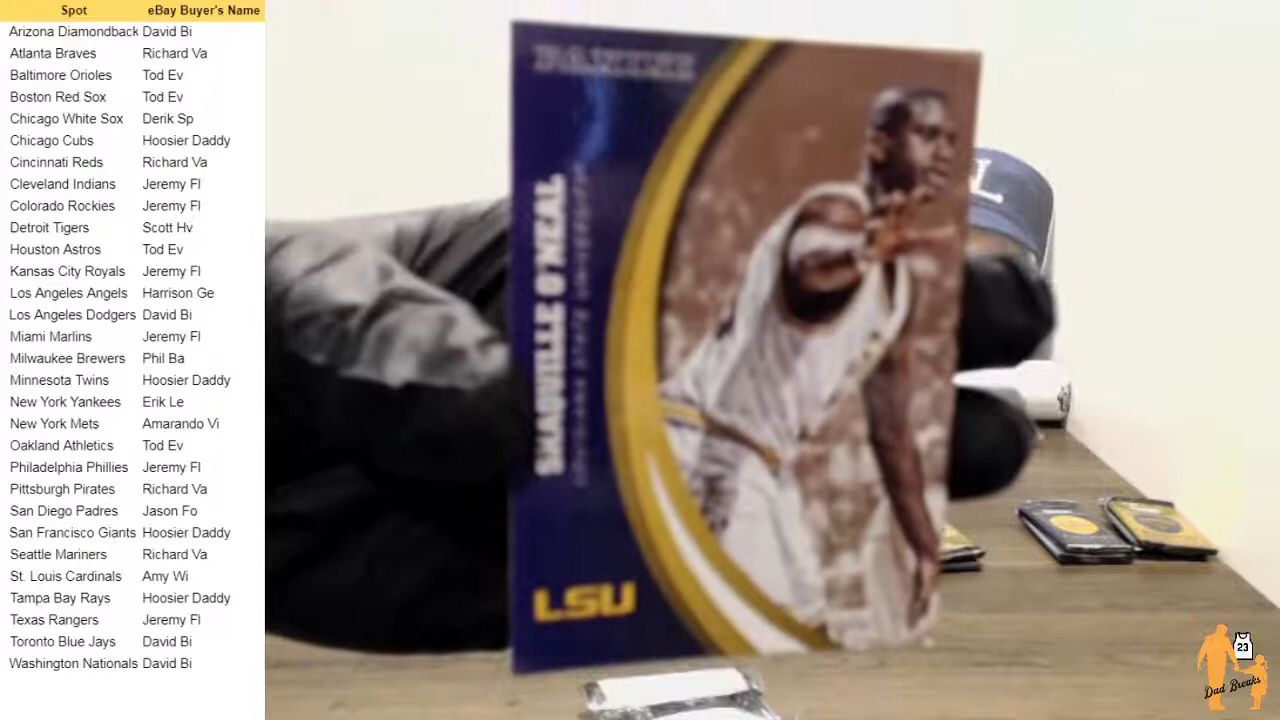 Spot eBay Buyer's Name
Arizona Diamondback David Bi
Atlanta Braves Richard Va
Baltimore Orioles Tod Ev
Boston Red Sox Tod Ev
Chicago White Sox Derik Sp
Chicago Cubs Hoosier Daddy
Cincinnati Reds Richard Va
Cleveland Indians Jeremy Fl
Colorado Rockies Jeremy Fl
Detroit Tigers Scott Hv
Houston Astros Tod Ev
Kansas City Royals Jeremy Fl
Los Angeles Angels Harrison Ge
Los Angeles Dodgers David Bi
Miami Marlins Jeremy Fl
Milwaukee Brewers Phil Ba
Minnesota Twins Hoosier Daddy
New York Yankees Erik Le
New York Mets Amarando Vi
Oakland Athletics Tod Ev
Philadelphia Phillies Jeremy Fl
Pittsburgh Pirates Richard Va
San Diego Padres Jason Fo
San Francisco Giants Hoosier Daddy
Seattle Mariners Richard Va
St. Louis Cardinals Amy Wi
Tampa Bay Rays Hoosier Daddy
Texas Rangers Jeremy Fl
Toronto Blue Jays David Bi
Washington Nationals David Bi
PANINI
SHAQUILLE O'NEAL
LOUISIANA STATE UNIVERSITY
LSU
L
23
Dad Breaks